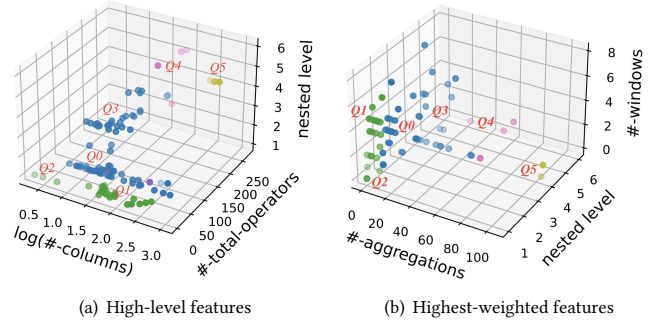 6
5
4
3
2
1
nested level
Q4
Q5
Q3
Q0
Q2
Q1
0.5
1.0
1.5
2.0
2.5
3.0
log(#-columns)
0
50
100
150
200
250
#-total-operators
(a) High-level features
8
6
4
2
0
#-windows
Q1
Q0
Q3
Q4
Q5
Q2
0
20
40
60
80
100
#-aggregations
1
2
3
4
5
6
nested level
(b) Highest-weighted features